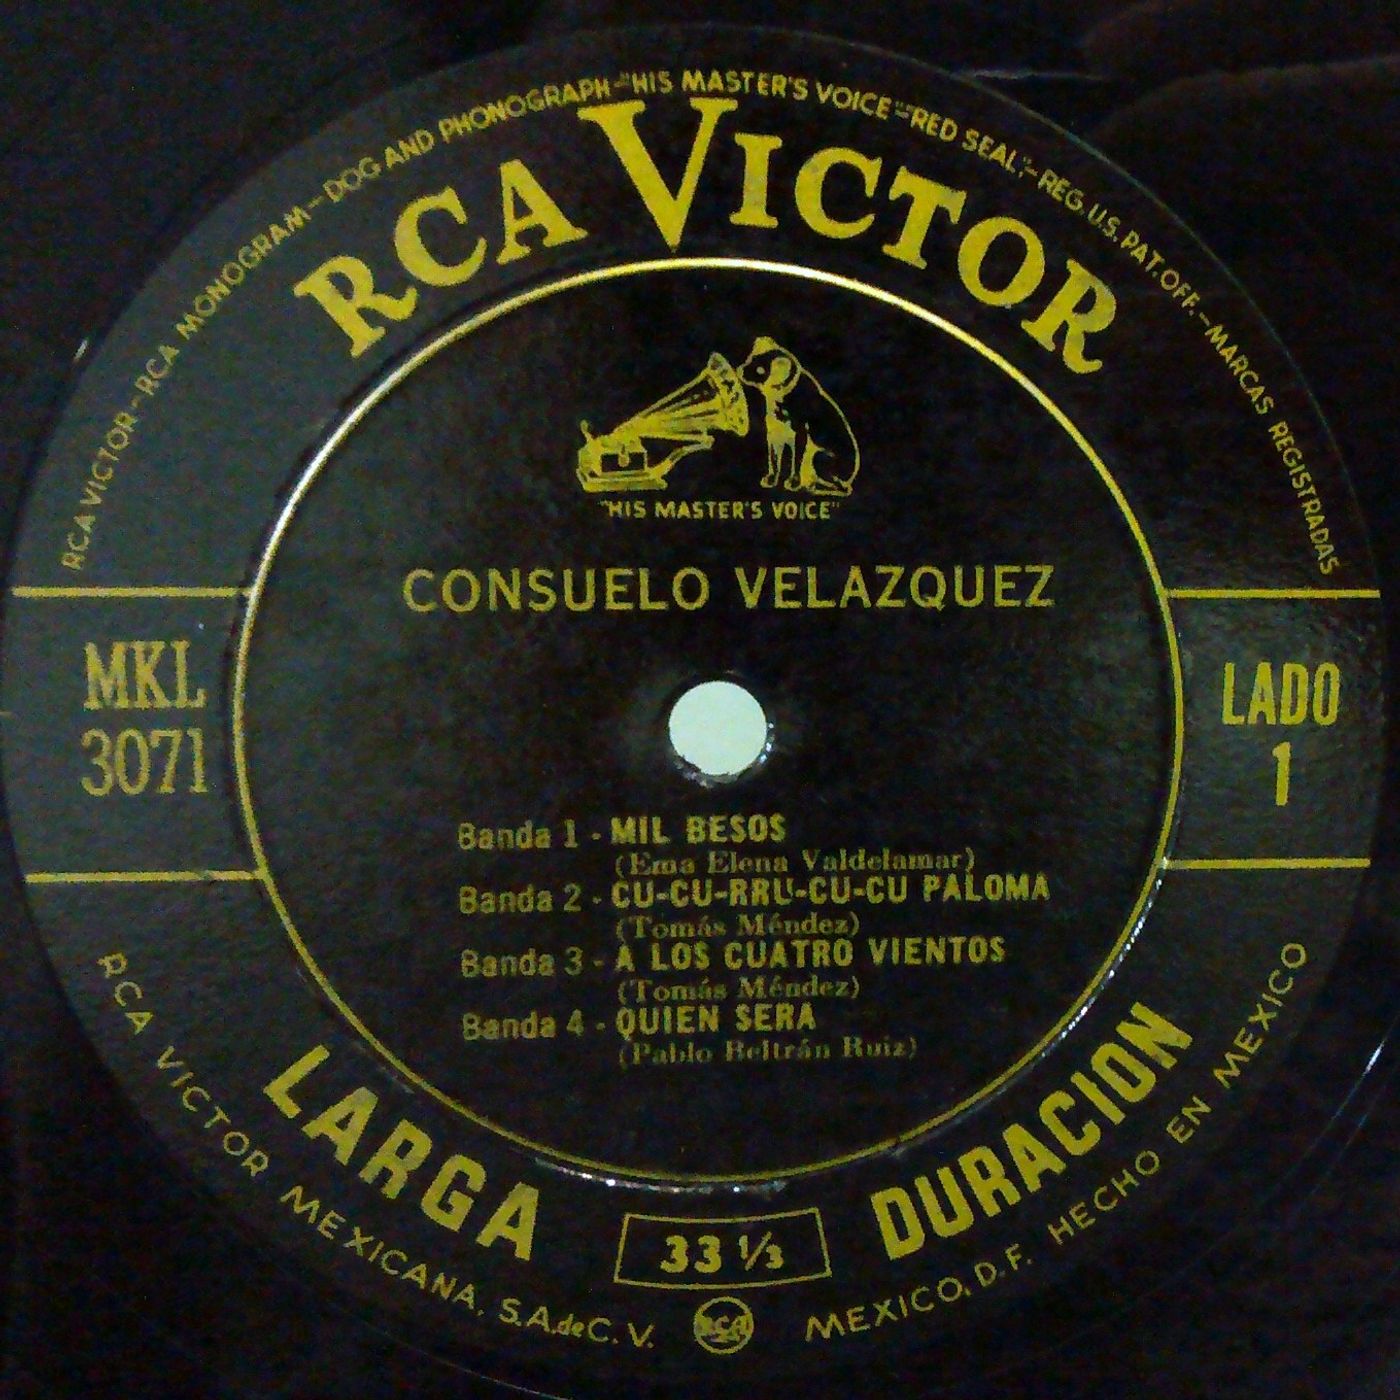 RCA VICTOR - RCA MONOGRAM - DOG AND PHONOGRAPH - "HIS MASTER'S VOICE" - "RED SEAL" - REG. U.S. PAT. OFF. - MARCAS REGISTRADAS
RCA VICTOR
"HIS MASTER'S VOICE"
CONSUELO VELAZQUEZ
MKL
3071
LADO
1
Banda 1 - MIL BESOS
(Ema Elena Valdelamar)
Banda 2 - CU-CU-RRU-CU-CU PALOMA
(Tomás Méndez)
Banda 3 - A LOS CUATRO VIENTOS
(Tomás Méndez)
Banda 4 - QUIEN SERA
(Pablo Beltrán Ruiz)
LARGA DURACION
33 1/3
RCA VICTOR MEXICANA, S.A. de C.V. RCA MEXICO, D.F. HECHO EN MEXICO